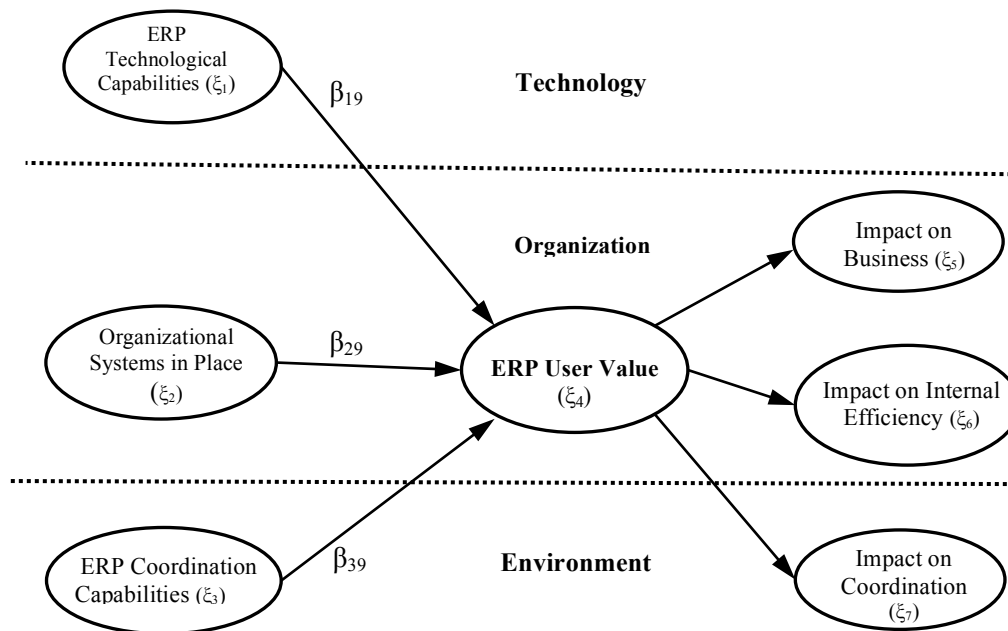 ERP
Technological
Capabilities (ξ₁)
β₁₉
Technology
Organization
Impact on
Business (ξ₅)
Organizational
Systems in Place
(ξ₂)
β₂₉
ERP User Value
(ξ₄)
Impact on Internal
Efficiency (ξ₆)
ERP Coordination
Capabilities (ξ₃)
β₃₉
Environment
Impact on
Coordination
(ξ₇)